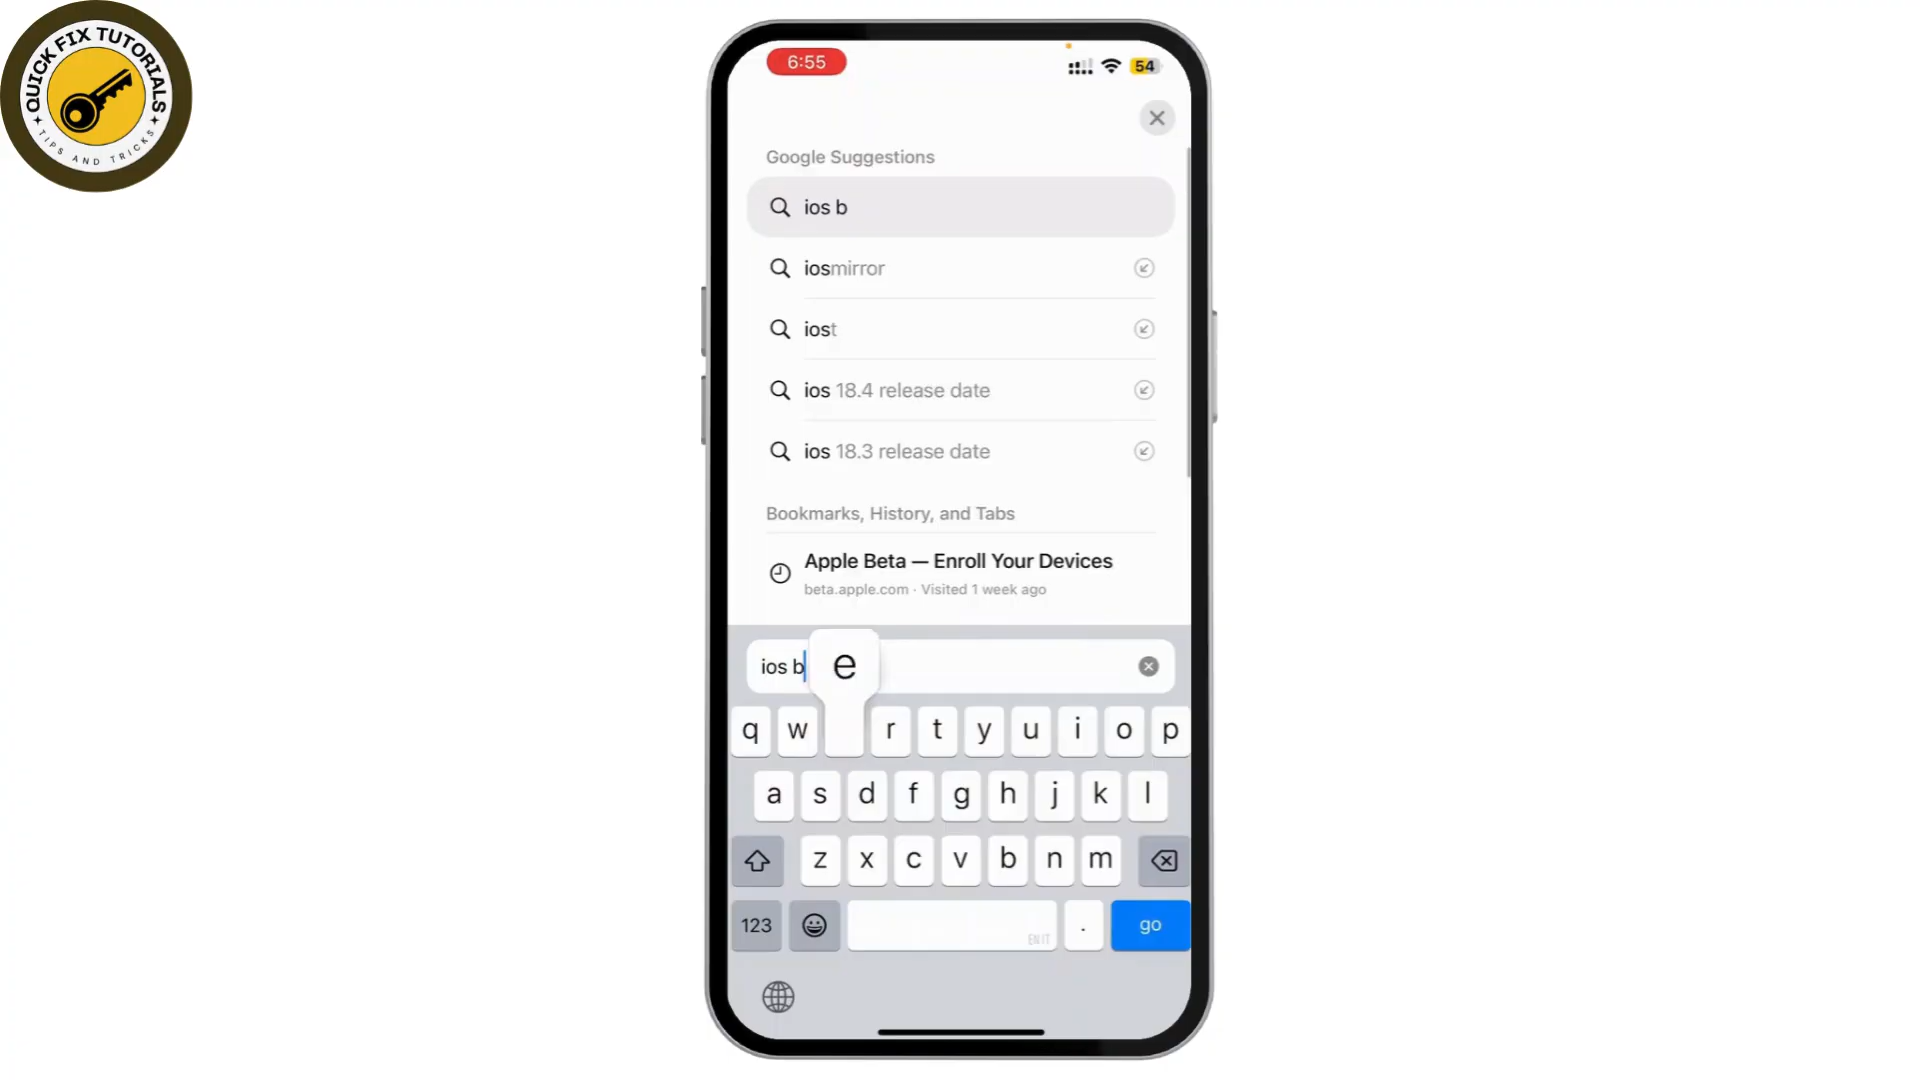 QUICK FIX TUTORIALS
TIPS AND TRICKS
6:55
54
Google Suggestions
ios b
iosmirror
iost
ios 18.4 release date
ios 18.3 release date
Bookmarks, History, and Tabs
Apple Beta — Enroll Your Devices
beta.apple.com · Visited 1 week ago
ios b
e
q w r t y u i o p
a s d f g h j k l
z x c v b n m
123 . go
EN IT